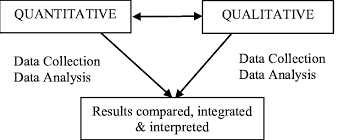 QUANTITATIVE
QUALITATIVE
Data Collection
Data Analysis
Data Collection
Data Analysis
Results compared, integrated
& interpreted